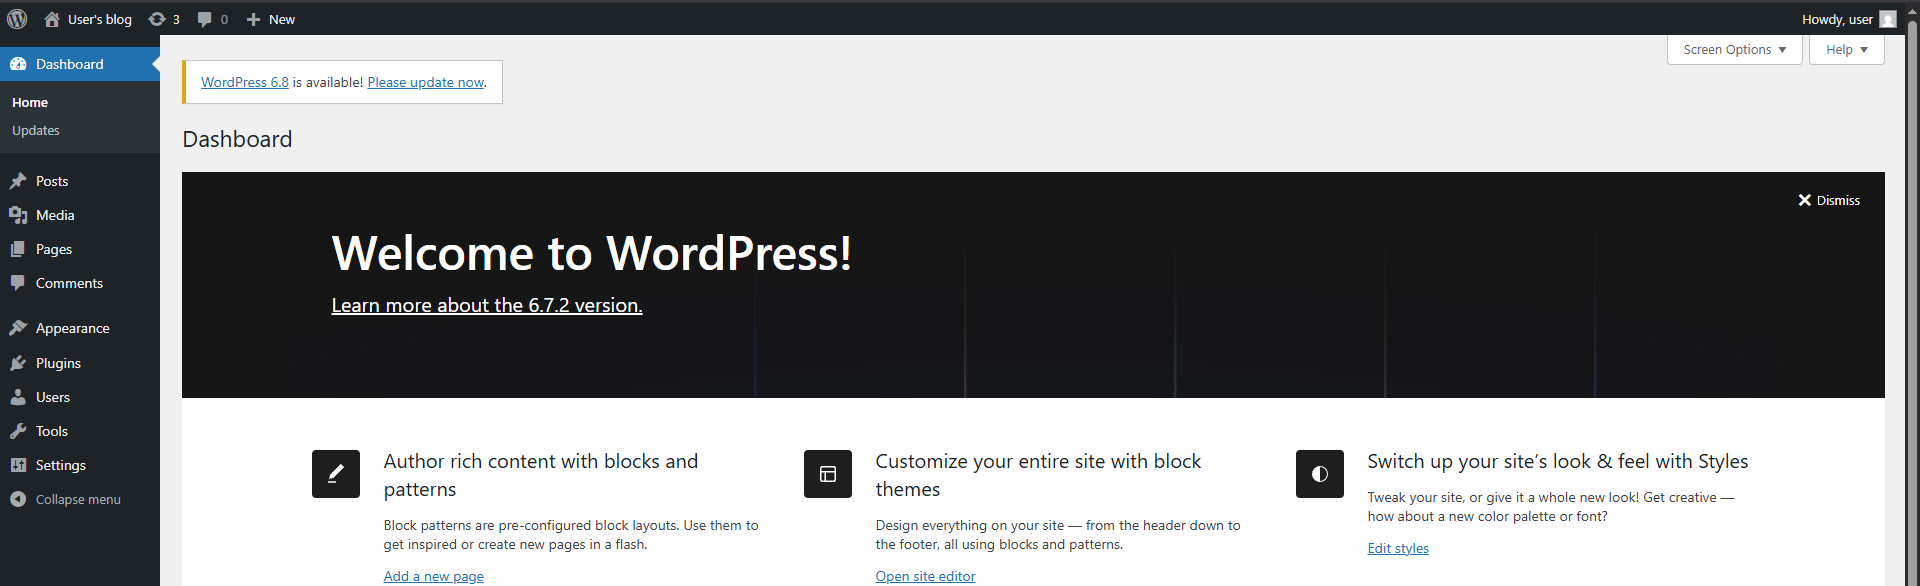 User's blog 3 0 New Howdy, user
Screen Options Help
Dashboard
Home
Updates
Posts
Media
Pages
Comments
Appearance
Plugins
Users
Tools
Settings
Collapse menu
WordPress 6.8 is available! Please update now.
Dashboard
Dismiss
Welcome to WordPress!
Learn more about the 6.7.2 version.
Author rich content with blocks and
patterns
Block patterns are pre-configured block layouts. Use them to
get inspired or create new pages in a flash.
Add a new page
Customize your entire site with block
themes
Design everything on your site — from the header down to
the footer, all using blocks and patterns.
Open site editor
Switch up your site’s look & feel with Styles
Tweak your site, or give it a whole new look! Get creative —
how about a new color palette or font?
Edit styles